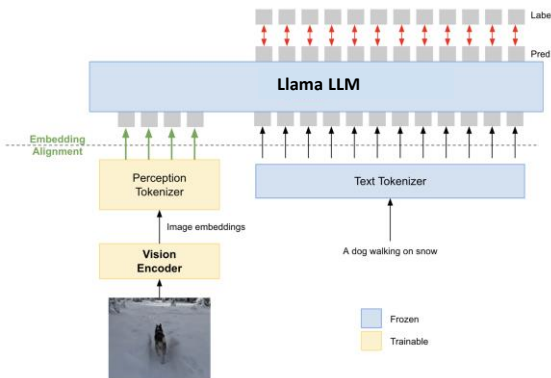 Labe
Pred
Llama LLM
Embedding
Alignment
Perception
Tokenizer
Text Tokenizer
Image embeddings
Vision
Encoder
A dog walking on snow
Frozen
Trainable